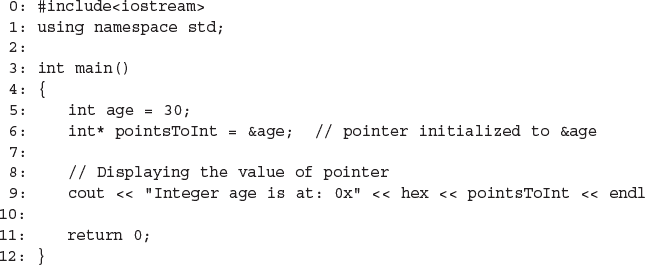 0: #include<iostream>
1: using namespace std;
2:
3: int main()
4: {
5: int age = 30;
6: int* pointsToInt = &age; // pointer initialized to &age
7:
8: // Displaying the value of pointer
9: cout << "Integer age is at: 0x" << hex << pointsToInt << endl
10:
11: return 0;
12: }